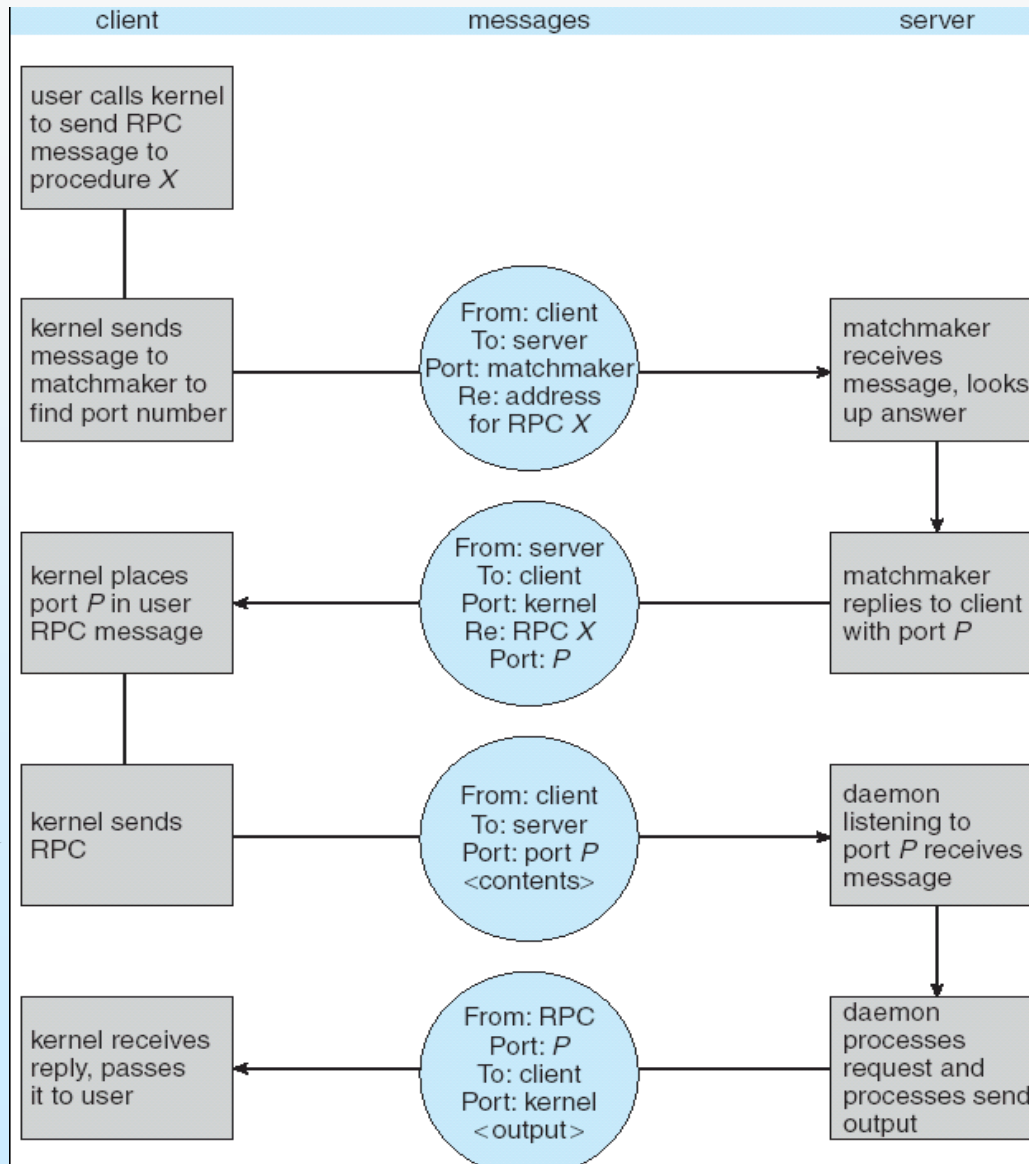 client
messages
server
user calls kernel
to send RPC
message to
procedure X
kernel sends
message to
matchmaker to
find port number
From: client
To: server
Port: matchmaker
Re: address
for RPC X
matchmaker
receives
message, looks
up answer
kernel places
port P in user
RPC message
From: server
To: client
Port: kernel
Re: RPC X
Port: P
matchmaker
replies to client
with port P
kernel sends
RPC
From: client
To: server
Port: port P
<contents>
daemon
listening to
port P receives
message
kernel receives
reply, passes
it to user
From: RPC
Port: P
To: client
Port: kernel
<output>
daemon
processes
request and
processes send
output